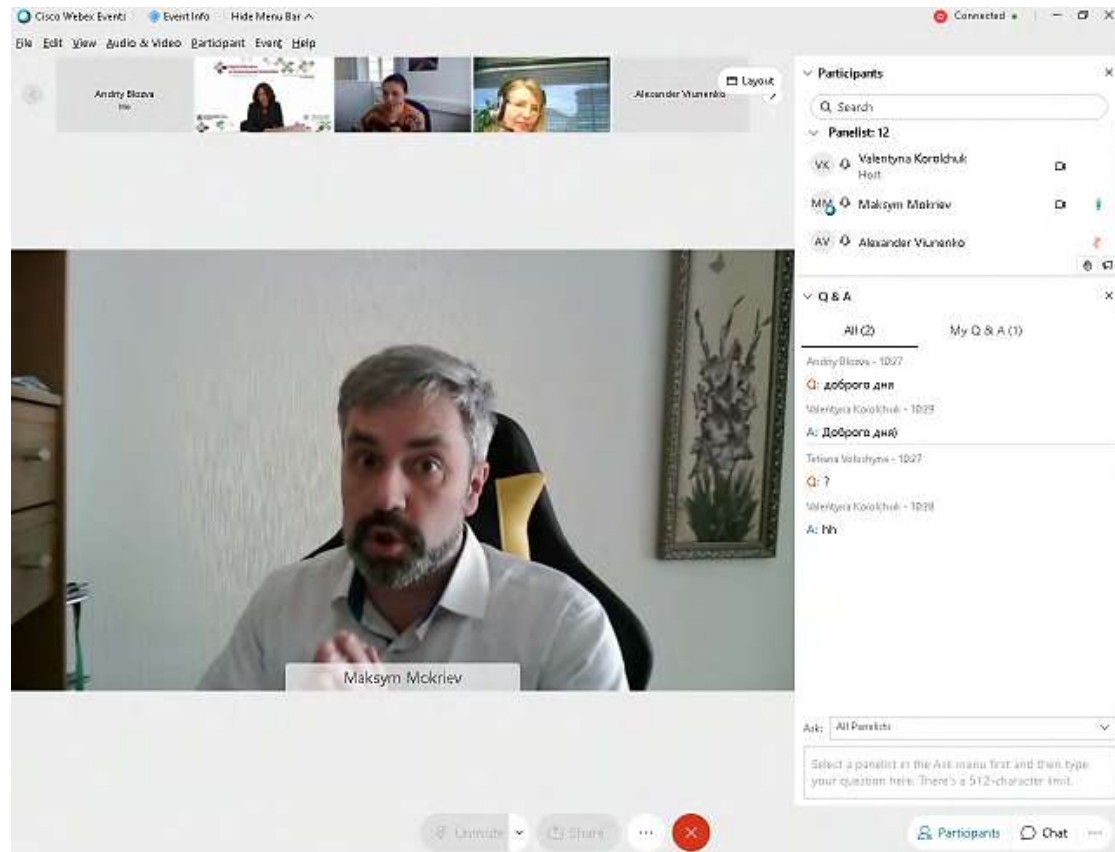 Cisco Webex Events
Event Info
Hide Menu Bar
Connected
File Edit View Audio & Video Participant Event Help
Andriy Blozva
me
Alexander Viunenko
Layout
Maksym Mokriev
Unmute
Share
Participants
Search
Panelist: 12
VK
Valentyna Korolchuk
Host
MM
Maksym Mokriev
AV
Alexander Viunenko
Q & A
All (2)
My Q & A (1)
Andriy Blozva - 10:27
Q: доброго дня
Valentyna Korolchuk - 10:29
A: Доброго дня)
Tetiana Voloshyna - 10:27
Q: ?
Valentyna Korolchuk - 10:28
A: hh
Ask: All Panelists
Select a panelist in the Ask menu first and then type
your question here. There's a 512-character limit.
Participants
Chat